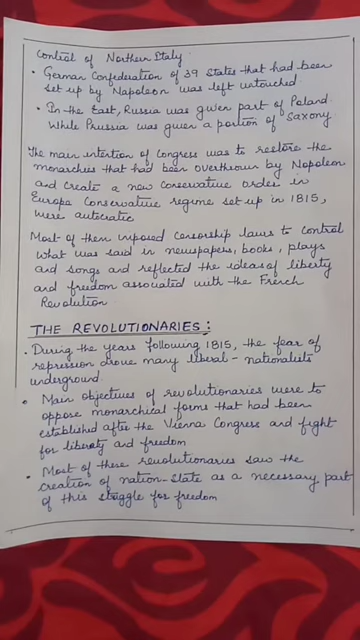 Control of Northern Italy
• German Confederation of 39 States that had been
set up by Napoleon was left untouched
• In the East, Russia was given part of Poland
While Prussia was given a portion of Saxony.
The main intention of Congress was to restore the
monarchies that had been overthrown by Napoleon
and create a new conservative order in
Europe Conservative regime set up in 1815,
were autocratic
Most of them imposed Censorship laws to control
what was said in newspapers, books, plays
and songs and reflected the ideas of liberty
and freedom associated with the French
Revolution
THE REVOLUTIONARIES:
• During the years following 1815, the fear of
repression drove many liberal-nationalists
underground
• Main objectives of revolutionaries were to
oppose monarchical forms that had been
established after the Vienna Congress and fight
for liberty and freedom
• Most of these revolutionaries saw the
creation of nation-state as a necessary part
of this struggle for freedom